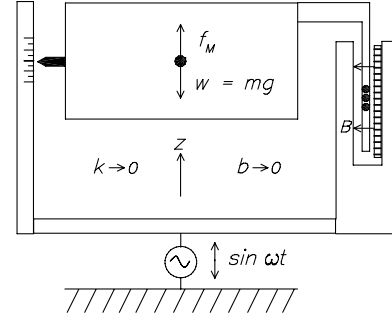 f_M
w = mg
B
z
k→0
b→0
sin ωt